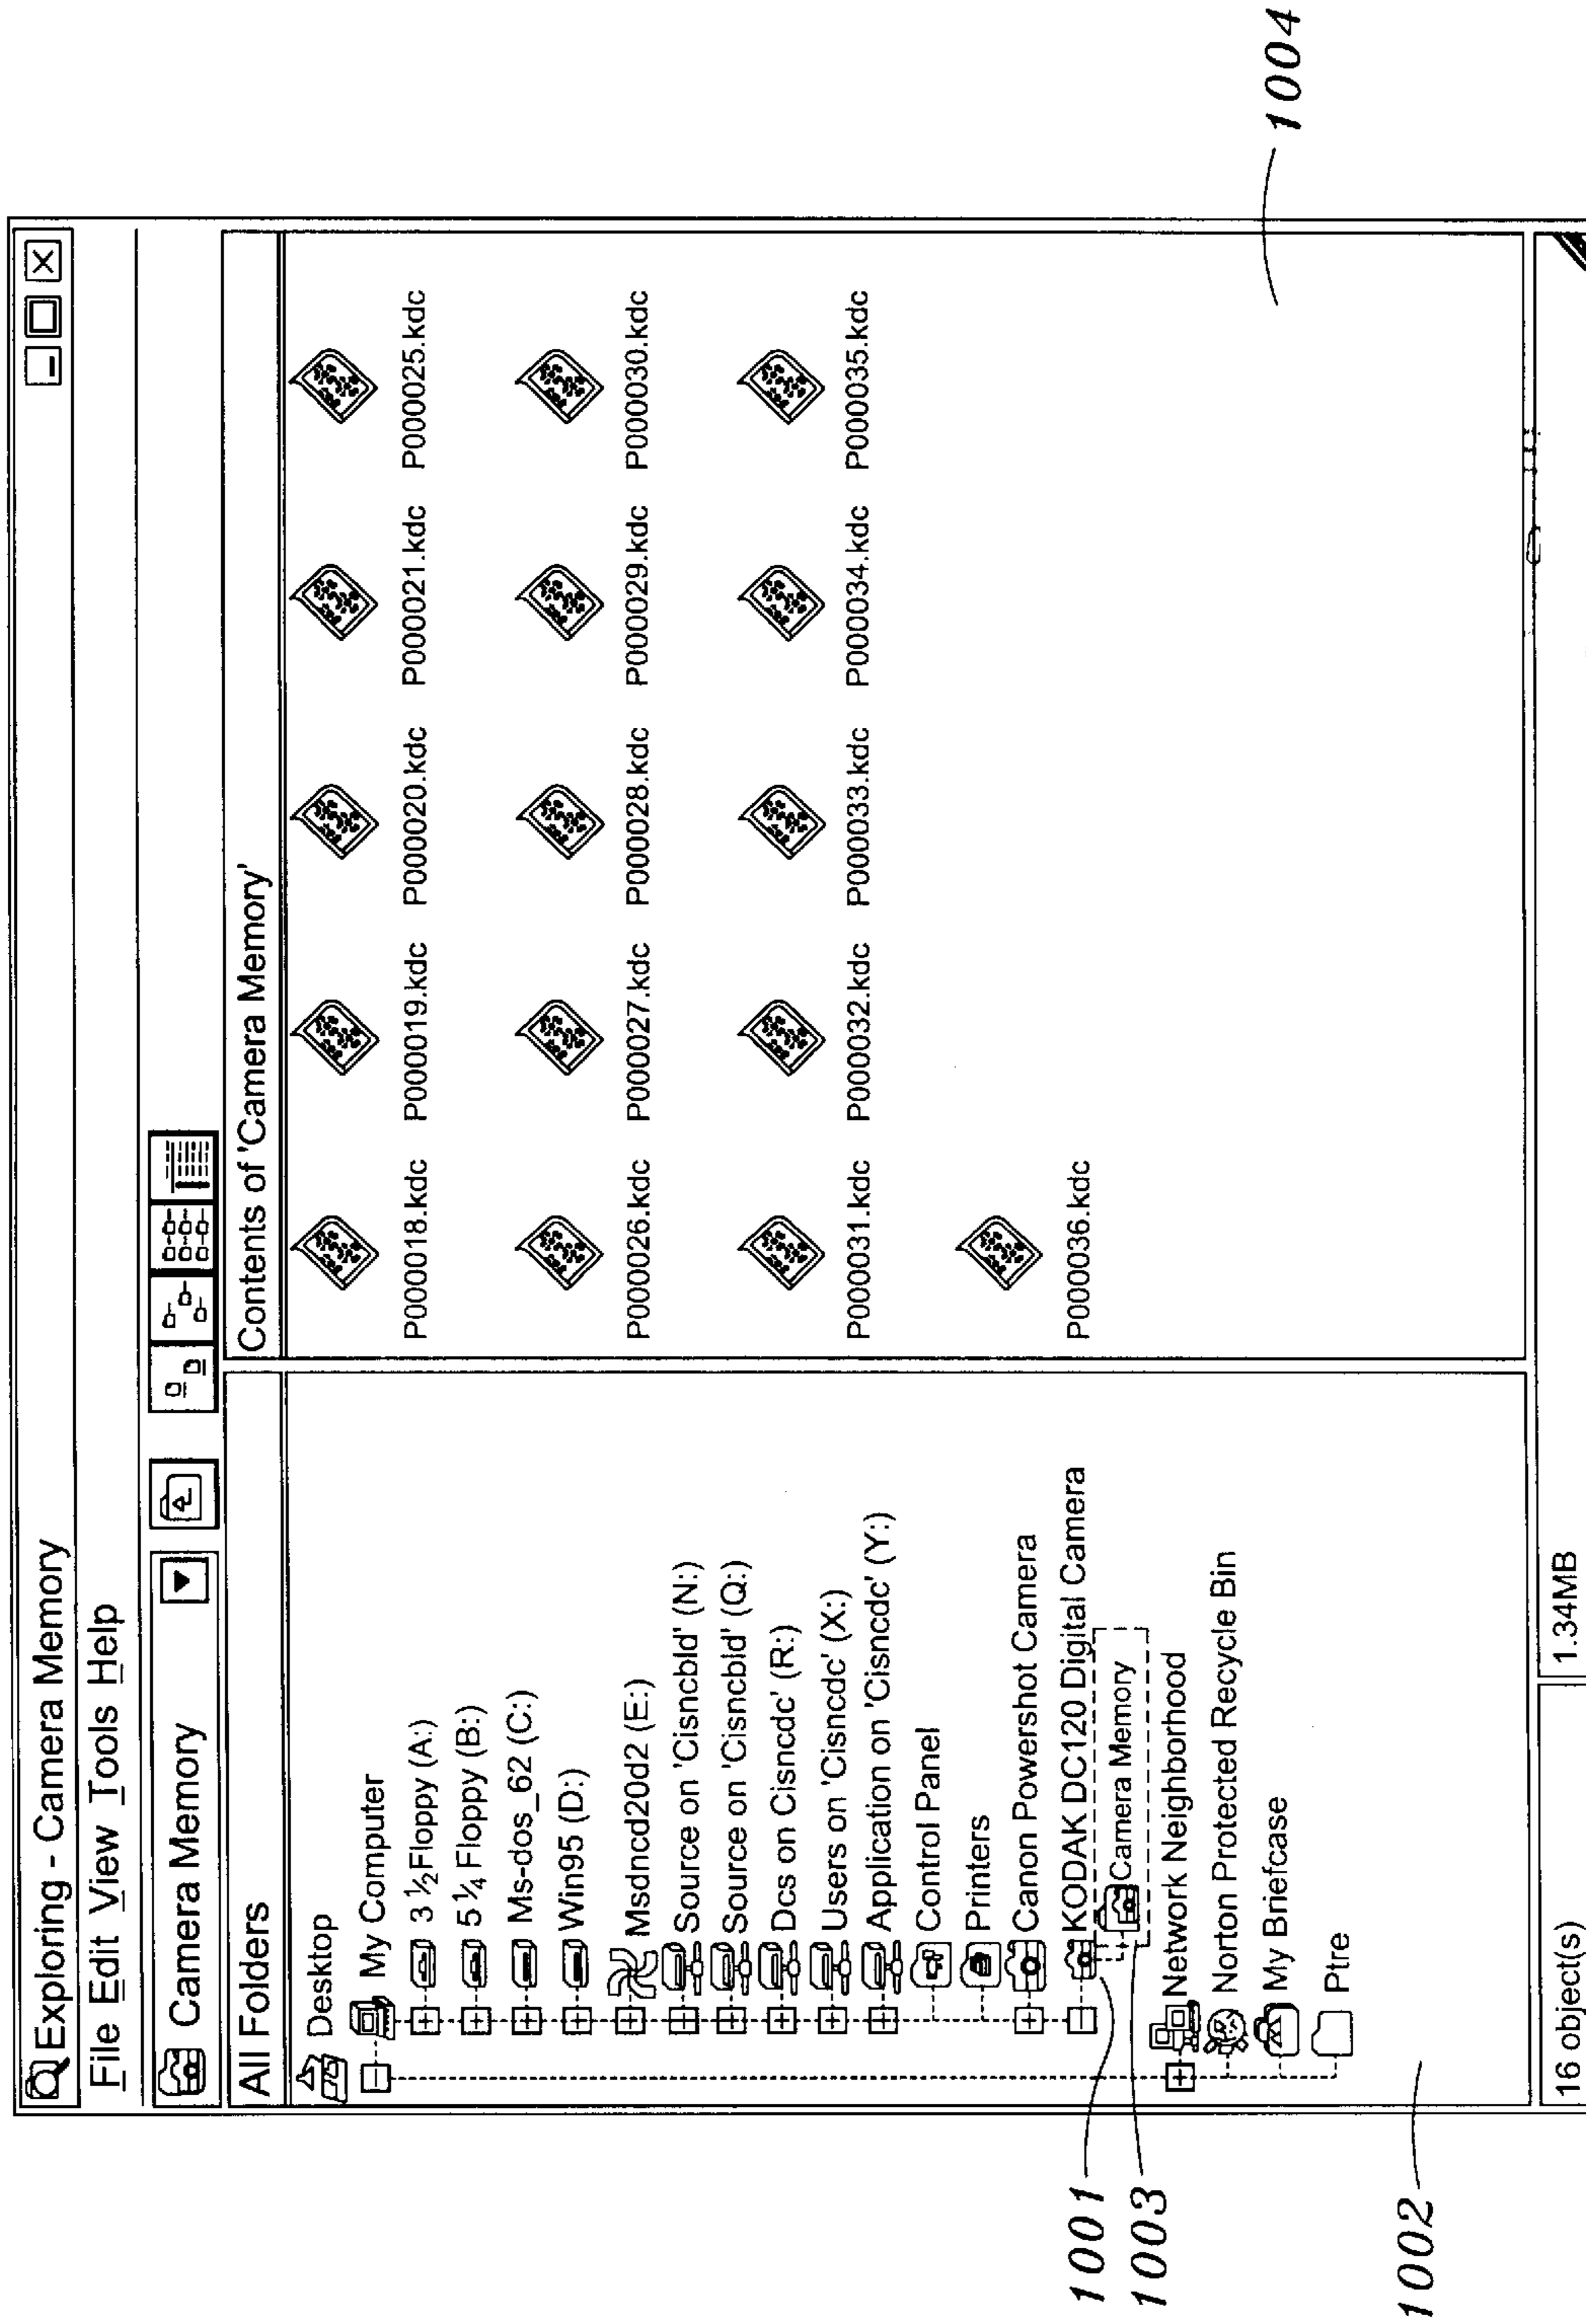 Exploring - Camera Memory
File Edit View Tools Help
Camera Memory
All Folders
Contents of 'Camera Memory'
Desktop
My Computer
3 ½Floppy (A:)
5 ¼ Floppy (B:)
Ms-dos_62 (C:)
Win95 (D:)
Msdncd20d2 (E:)
Source on 'Cisncbld' (N:)
Source on 'Cisncbld' (Q:)
Dcs on Cisncdc' (R:)
Users on 'Cisncdc' (X:)
Application on 'Cisncdc' (Y:)
Control Panel
Printers
Canon Powershot Camera
KODAK DC120 Digital Camera
Camera Memory
Network Neighborhood
Norton Protected Recycle Bin
My Briefcase
Ptre
P000018.kdc P000019.kdc P000020.kdc P000021.kdc P000025.kdc
P000026.kdc P000027.kdc P000028.kdc P000029.kdc P000030.kdc
P000031.kdc P000032.kdc P000033.kdc P000034.kdc P000035.kdc
P000036.kdc
16 object(s)
1.34MB
1001
1003
1002
1004